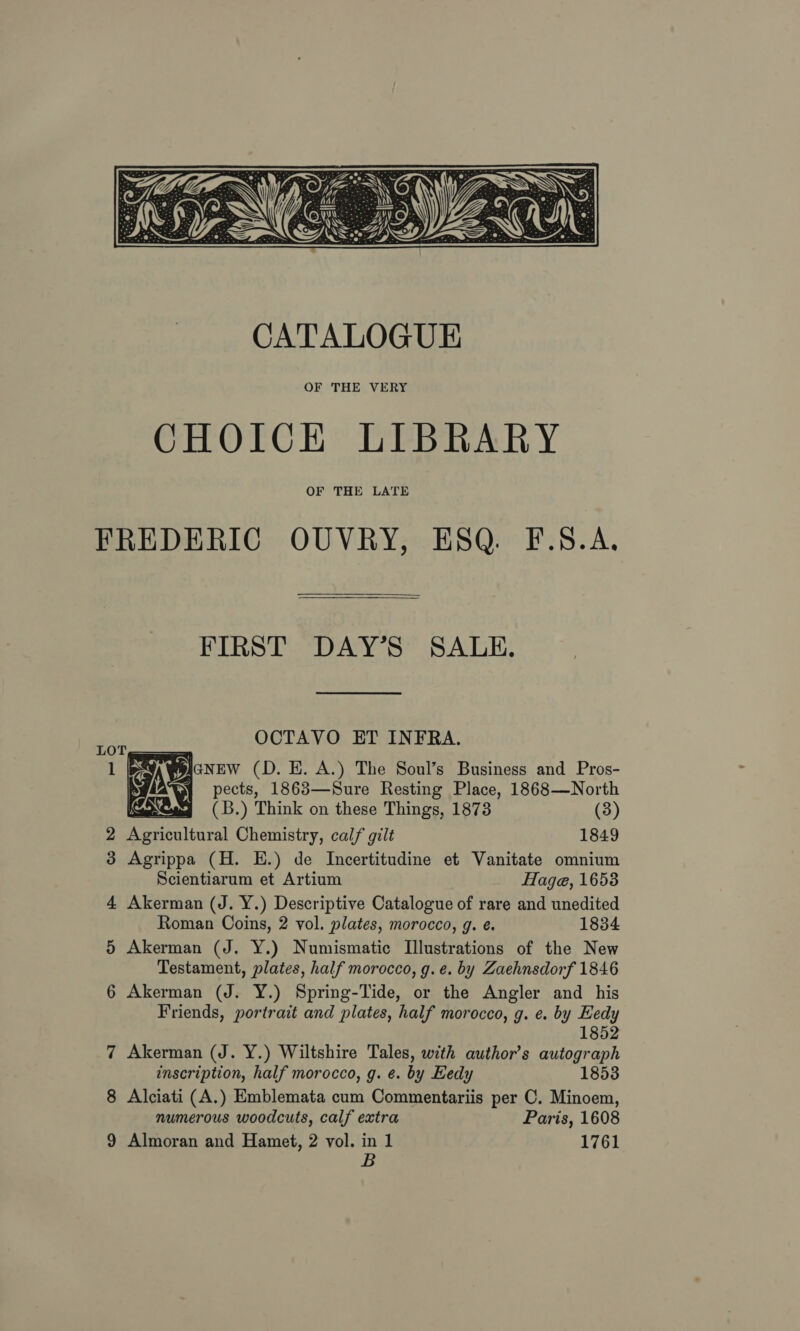 CATALOGUE
OF THE VERY
CHOICE LIBRARY
OF THE LATE
FREDERIC OUVRY, ESQ. F.S.A.
FIRST DAY'S SALE.
OCTAVO ET INFRA.
LOT
1 AGNEW (D. E. A.) The Soul's Business and Pros-
pects, 1863—Sure Resting Place, 1868—North
(B.) Think on these Things, 1873 (3)
2 Agricultural Chemistry, calf gilt 1849
3 Agrippa (H. E.) de Incertitudine et Vanitate omnium
Scientiarum et Artium Hagæ, 1653
4 Akerman (J. Y.) Descriptive Catalogue of rare and unedited
Roman Coins, 2 vol. plates, morocco, g. e. 1834
5 Akerman (J. Y.) Numismatic Illustrations of the New
Testament, plates, half morocco, g. e. by Zaehnsdorf 1846
6 Akerman (J. Y.) Spring-Tide, or the Angler and his
Friends, portrait and plates, half morocco, g. e. by Eedy
1852
7 Akerman (J. Y.) Wiltshire Tales, with author's autograph
inscription, half morocco, g. e. by Eedy 1853
8 Alciati (A.) Emblemata cum Commentariis per C. Minoem,
numerous woodcuts, calf extra Paris, 1608
9 Almoran and Hamet, 2 vol. in 1 1761
B